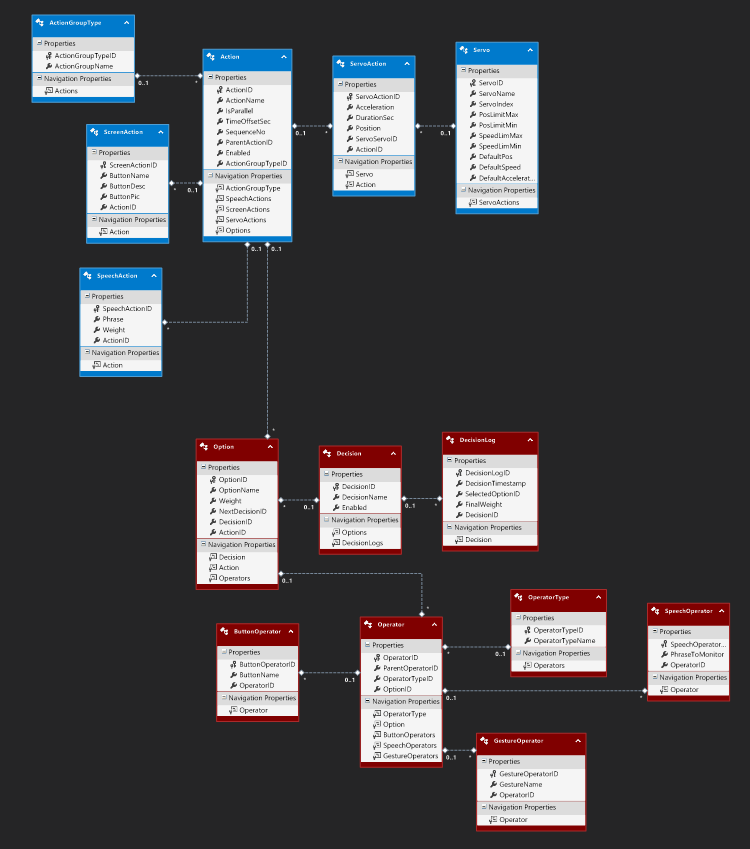 ActionGroupType
Properties
ActionGroupTypeID
ActionGroupName
Navigation Properties
Actions
0..1
*
Action
Properties
ActionID
ActionName
IsParallel
TimeOffsetSec
SequenceNo
ParentActionID
Enabled
ActionGroupTypeID
Navigation Properties
ActionGroupType
SpeechActions
ScreenActions
ServoActions
Options
0..1
*
ServoAction
Properties
ServoActionID
Acceleration
DurationSec
Position
ServoServoID
ActionID
Navigation Properties
Servo
Action
*
0..1
Servo
Properties
ServoID
ServoName
ServoIndex
PosLimitMax
PosLimitMin
SpeedLimMax
SpeedLimMin
DefaultPos
DefaultSpeed
DefaultAccelerat...
Navigation Properties
ServoActions
ScreenAction
Properties
ScreenActionID
ButtonName
ButtonDesc
ButtonPic
ActionID
Navigation Properties
Action
*
0..1
0..1
0..1
SpeechAction
Properties
SpeechActionID
Phrase
Weight
ActionID
Navigation Properties
Action
*
*
Option
Properties
OptionID
OptionName
Weight
NextDecisionID
DecisionID
ActionID
Navigation Properties
Decision
Action
Operators
*
0..1
Decision
Properties
DecisionID
DecisionName
Enabled
Navigation Properties
Options
DecisionLogs
0..1
*
DecisionLog
Properties
DecisionLogID
DecisionTimestamp
SelectedOptionID
FinalWeight
DecisionID
Navigation Properties
Decision
0..1
*
ButtonOperator
Properties
ButtonOperatorID
ButtonName
OperatorID
Navigation Properties
Operator
*
0..1
Operator
Properties
OperatorID
ParentOperatorID
OperatorTypeID
OptionID
Navigation Properties
OperatorType
Option
ButtonOperators
SpeechOperators
GestureOperators
*
0..1
OperatorType
Properties
OperatorTypeID
OperatorTypeName
Navigation Properties
Operators
0..1
*
SpeechOperator
Properties
SpeechOperator...
PhraseToMonitor
OperatorID
Navigation Properties
Operator
0..1
*
GestureOperator
Properties
GestureOperatorID
GestureName
OperatorID
Navigation Properties
Operator